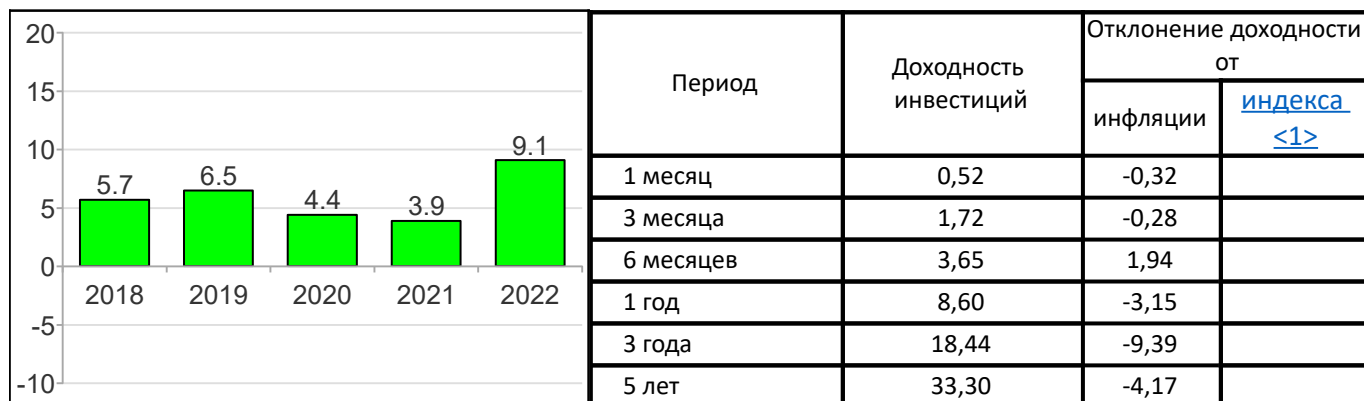 20
15
10
5
0
-5
-10
5.7
6.5
4.4
3.9
9.1
2018
2019
2020
2021
2022
Период
Доходность
инвестиций
Отклонение доходности
от
инфляции
индекса
<1>
1 месяц 0,52 -0,32
3 месяца 1,72 -0,28
6 месяцев 3,65 1,94
1 год 8,60 -3,15
3 года 18,44 -9,39
5 лет 33,30 -4,17